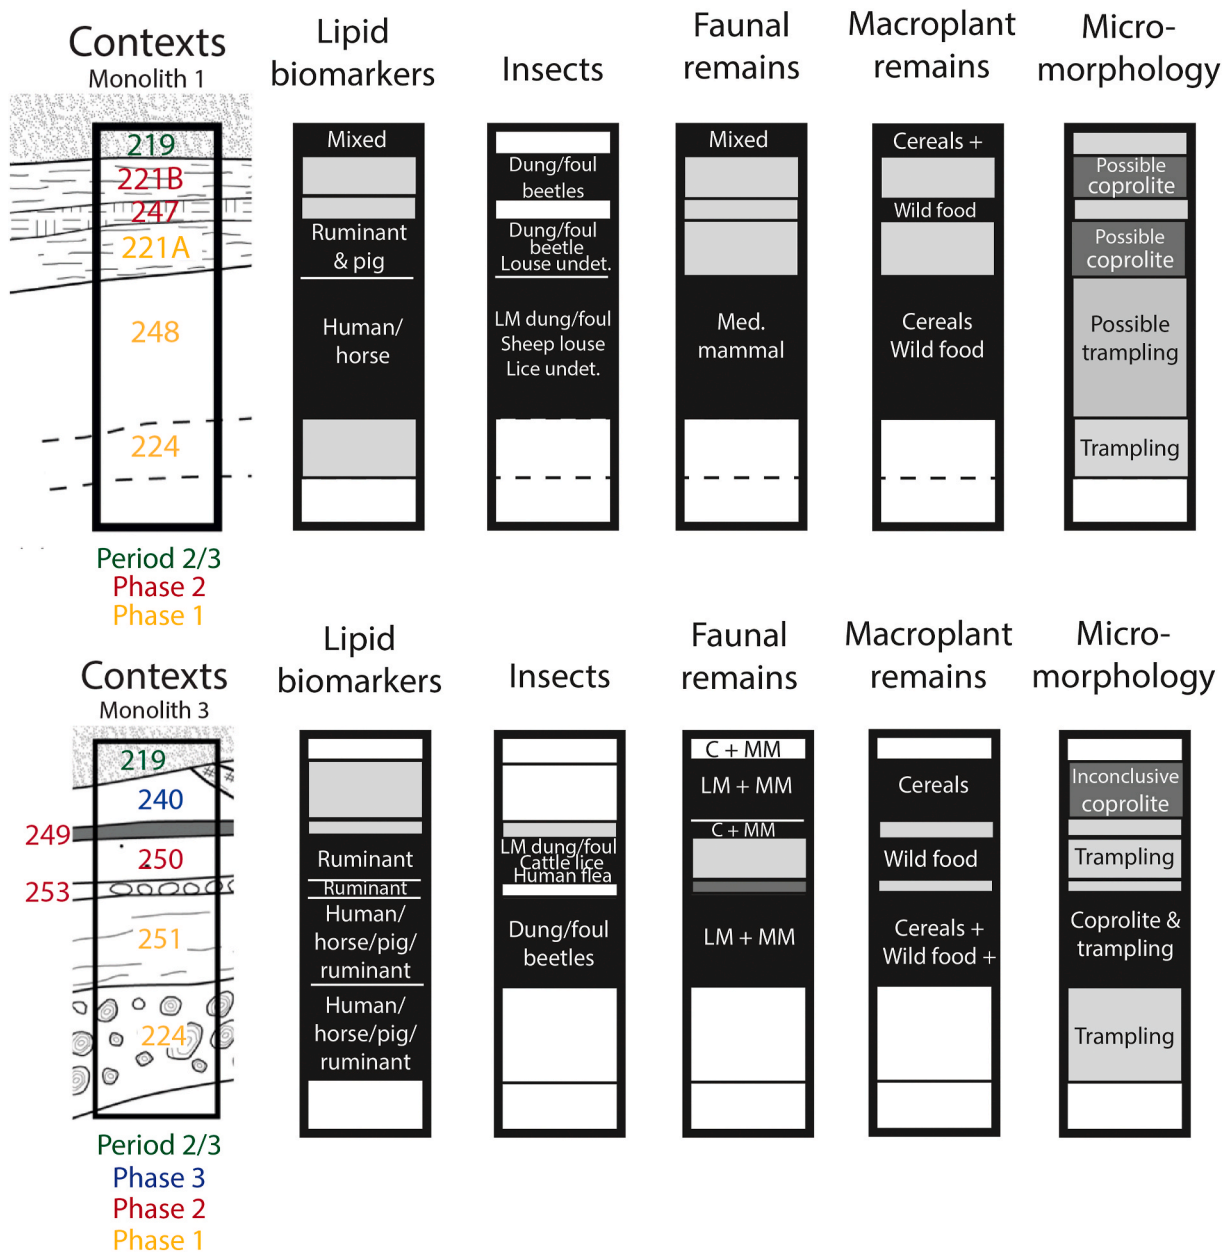 Contexts
Monolith 1
Lipid
biomarkers
Insects
Faunal
remains
Macroplant
remains
Micro-
morphology
219
221B
247
221A
248
224
Mixed
Ruminant
& pig
Human/
horse
Dung/foul
beetles
Dung/foul
beetle
Louse undet.
LM dung/foul
Sheep louse
Lice undet.
Mixed
Med.
mammal
Cereals +
Wild food
Cereals
Wild food
Possible
coprolite
Possible
coprolite
Possible
trampling
Trampling
Period 2/3
Phase 2
Phase 1
Contexts
Monolith 3
Lipid
biomarkers
Insects
Faunal
remains
Macroplant
remains
Micro-
morphology
219
240
249
250
253
251
224
Ruminant
Ruminant
Human/
horse/pig/
ruminant
Human/
horse/pig/
ruminant
LM dung/foul
Cattle lice
Human flea
Dung/foul
beetles
C + MM
LM + MM
C + MM
LM + MM
Cereals
Wild food
Cereals +
Wild food +
Inconclusive
coprolite
Trampling
Coprolite &
trampling
Trampling
Period 2/3
Phase 3
Phase 2
Phase 1